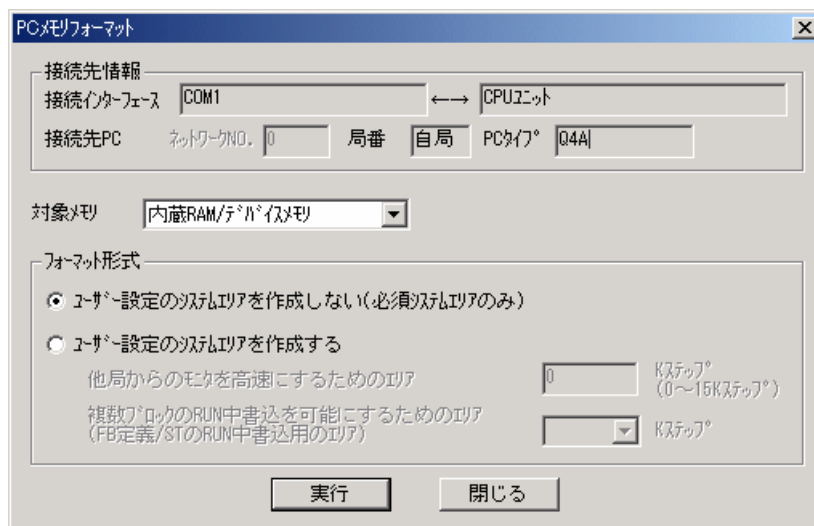 PCメモリフォーマット
接続先情報
接続インターフェース COM1 ←→ CPUユニット
接続先PC ネットワークNO. 0 局番 自局 PCタイプ Q4A
対象メモリ 内蔵RAM/デバイスメモリ
フォーマット形式
ユーザー設定のシステムエリアを作成しない(必須システムエリアのみ)
ユーザー設定のシステムエリアを作成する
他局からのモニタを高速にするためのエリア 0 Kステップ
(0～15Kステップ)
複数ブロックのRUN中書込を可能にするためのエリア
(FB定義/STのRUN中書込用のエリア) Kステップ
実行 閉じる